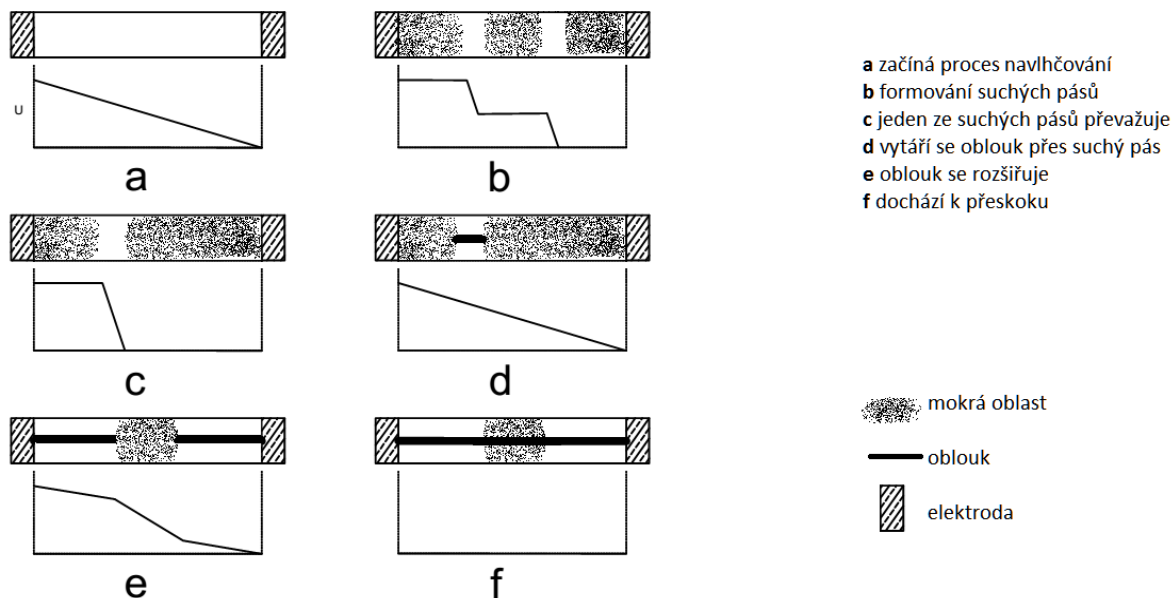 U
a
b
c
d
e
f
a začíná proces navlhčování
b formování suchých pásů
c jeden ze suchých pásů převažuje
d vytáří se oblouk přes suchý pás
e oblouk se rozšiřuje
f dochází k přeskoku
mokrá oblast
oblouk
elektroda